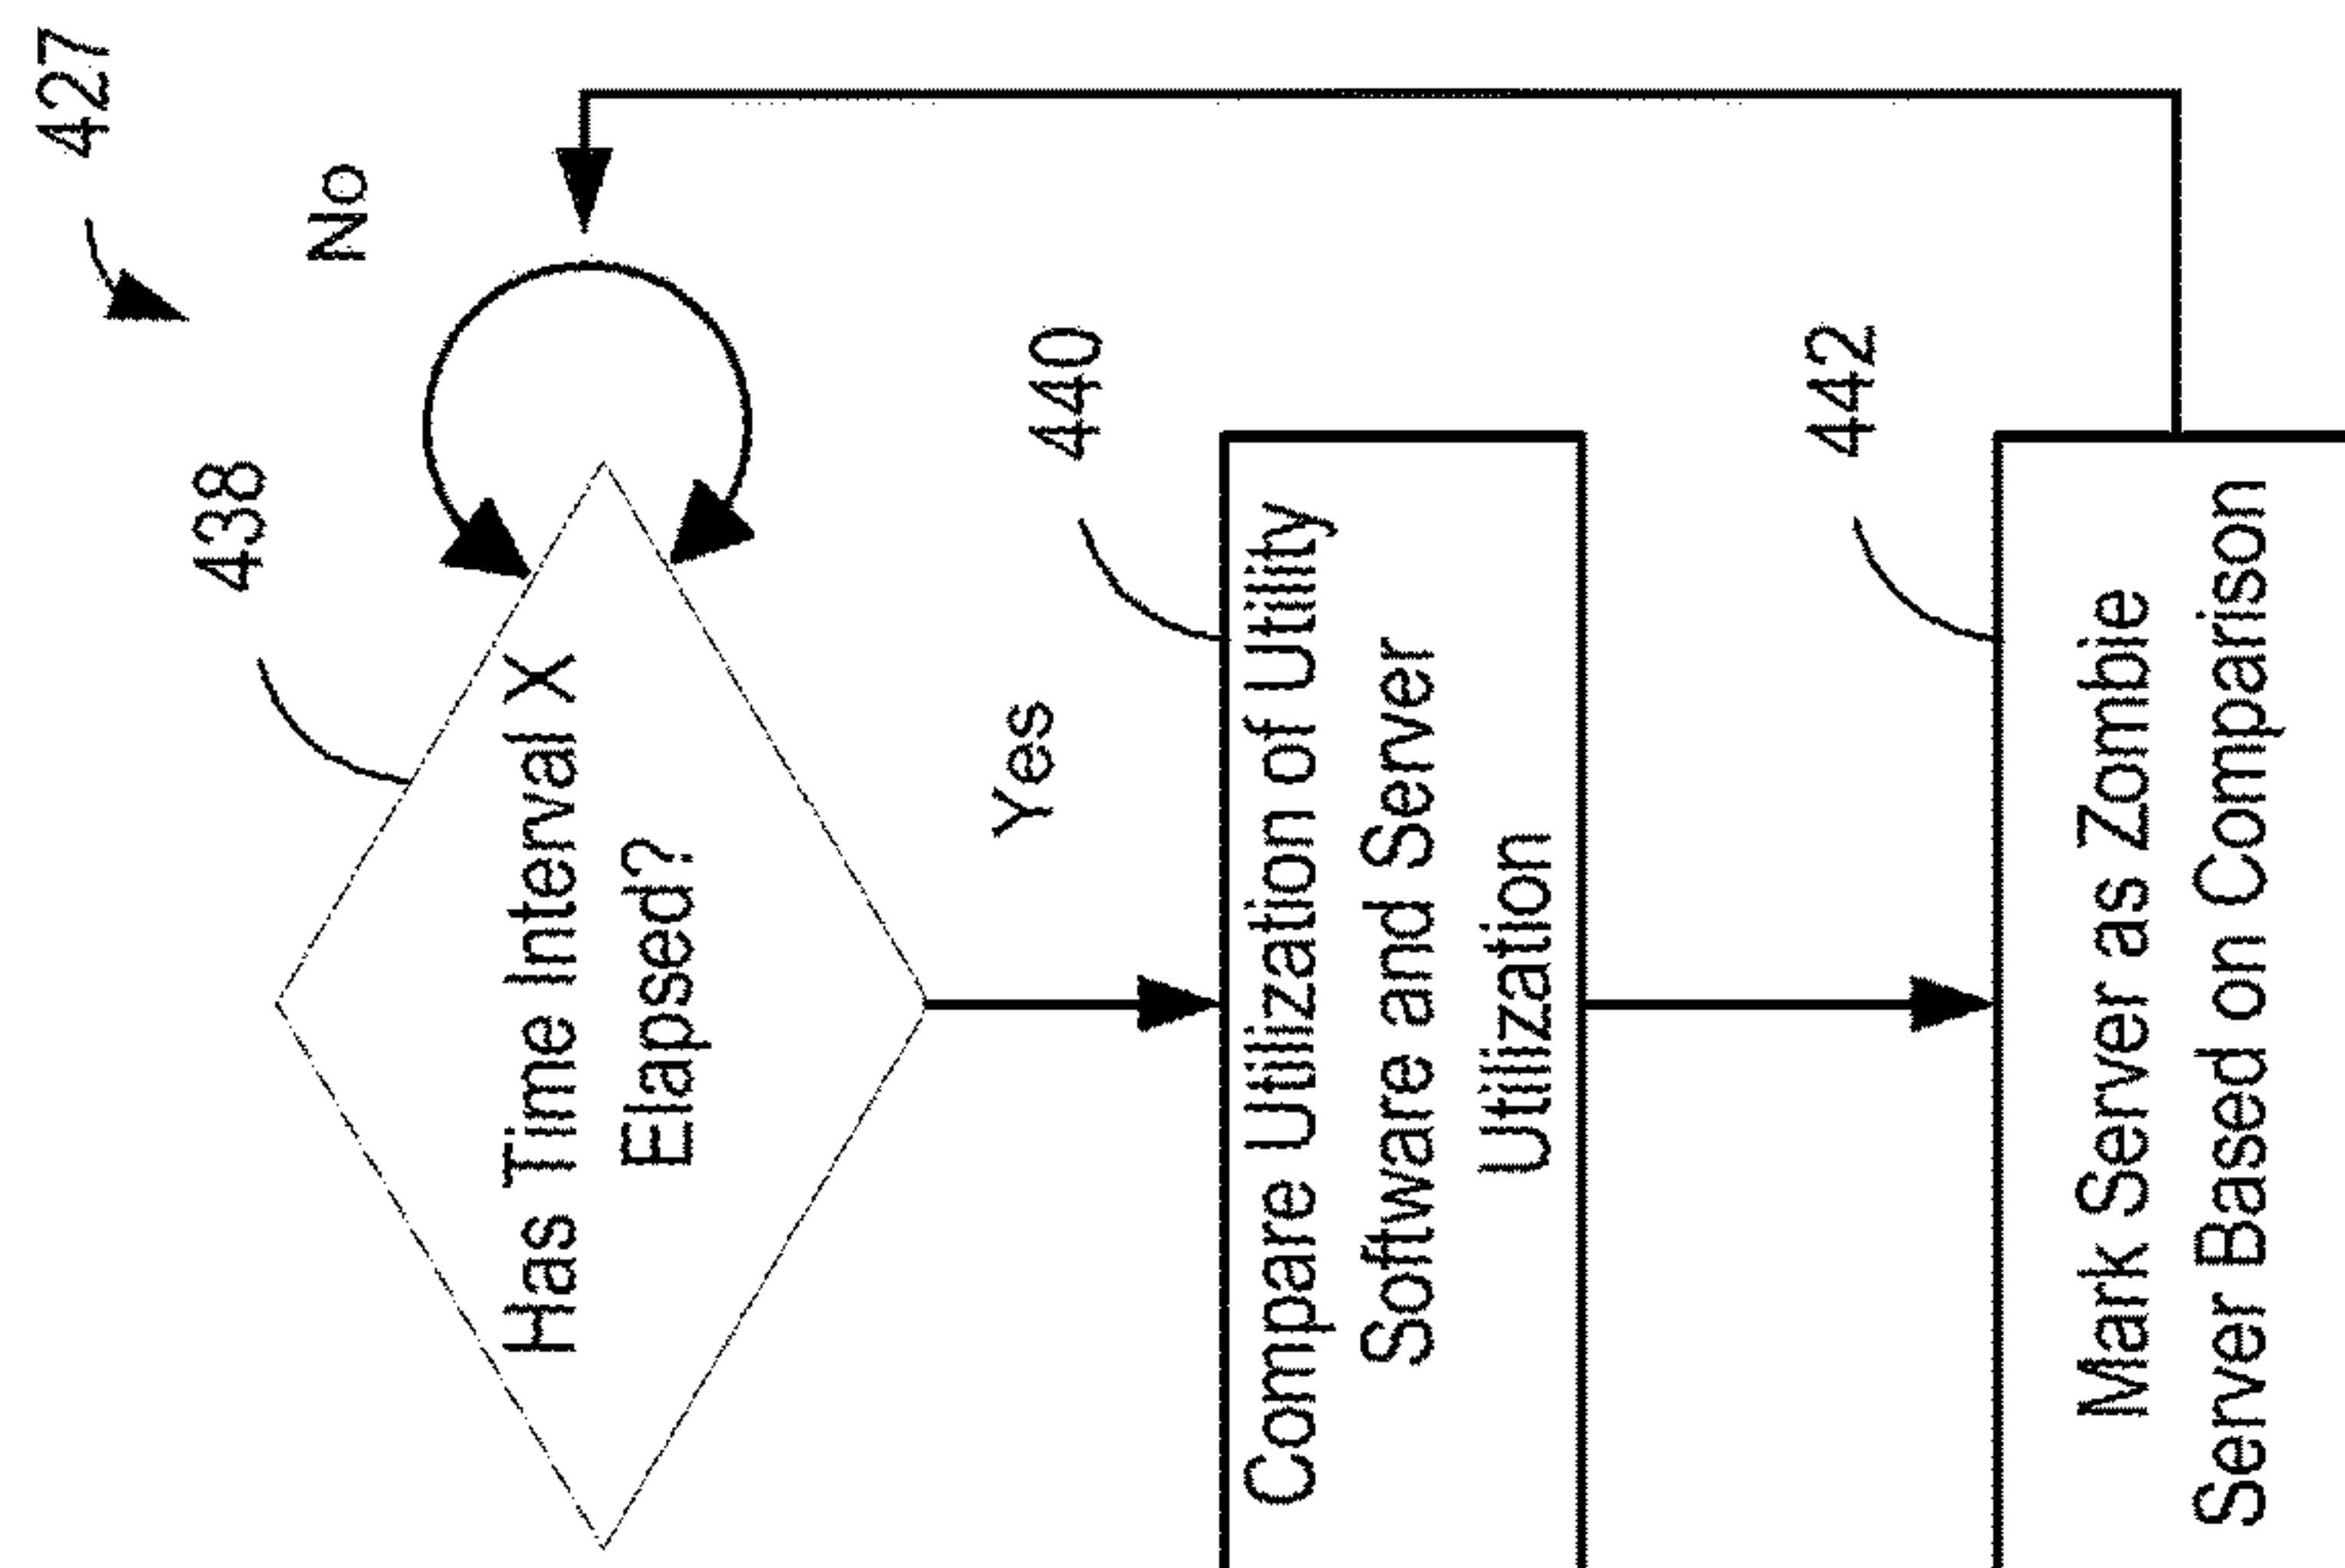 427
No
438
Has Time Interval X
Elapsed?
Yes
440
Compare Utilization of Utility
Software and Server
Utilization
442
Mark Server as Zombie
Server Based on Comparison